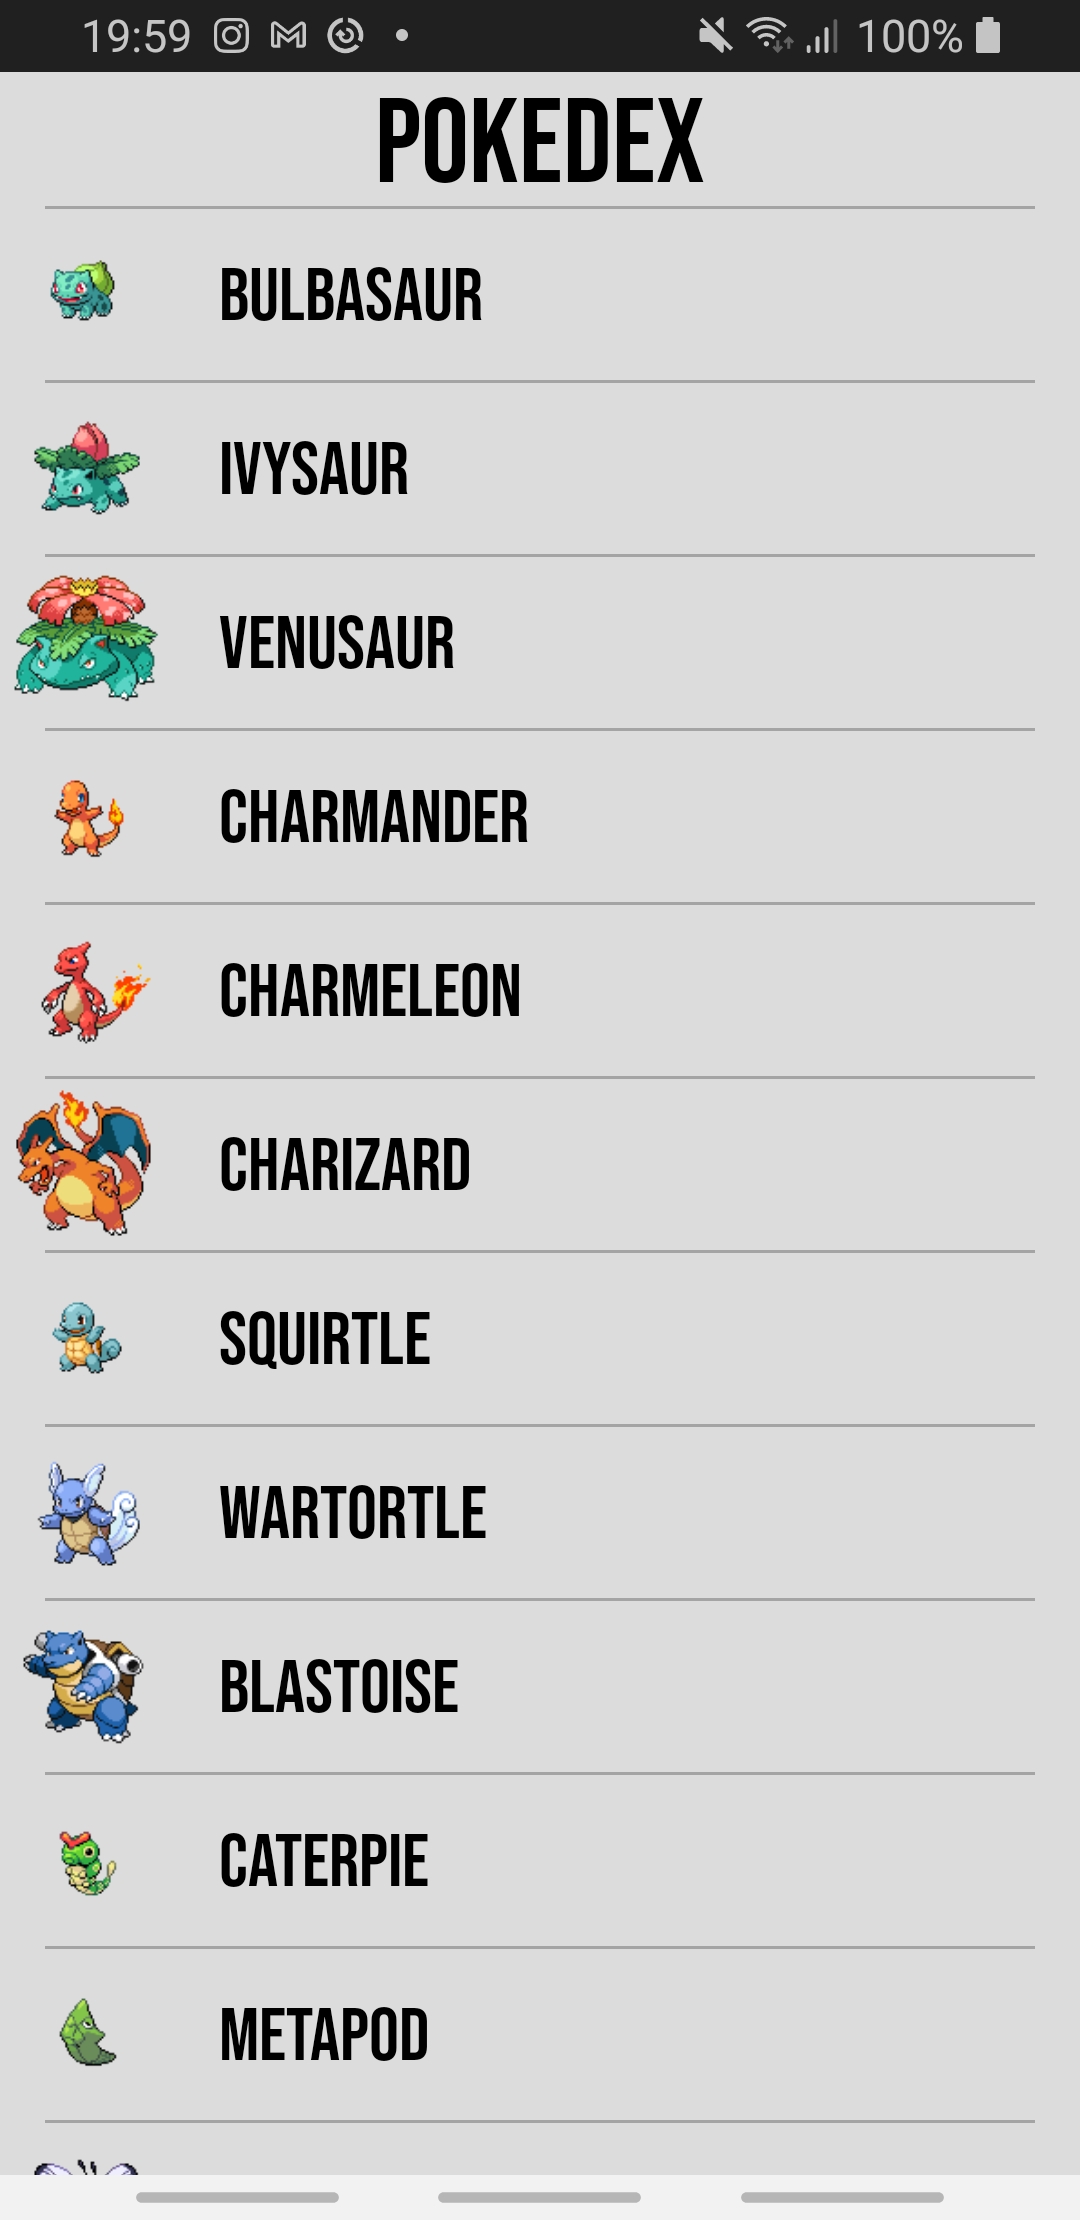 19:59 100%
POKEDEX
BULBASAUR
IVYSAUR
VENUSAUR
CHARMANDER
CHARMELEON
CHARIZARD
SQUIRTLE
WARTORTLE
BLASTOISE
CATERPIE
METAPOD